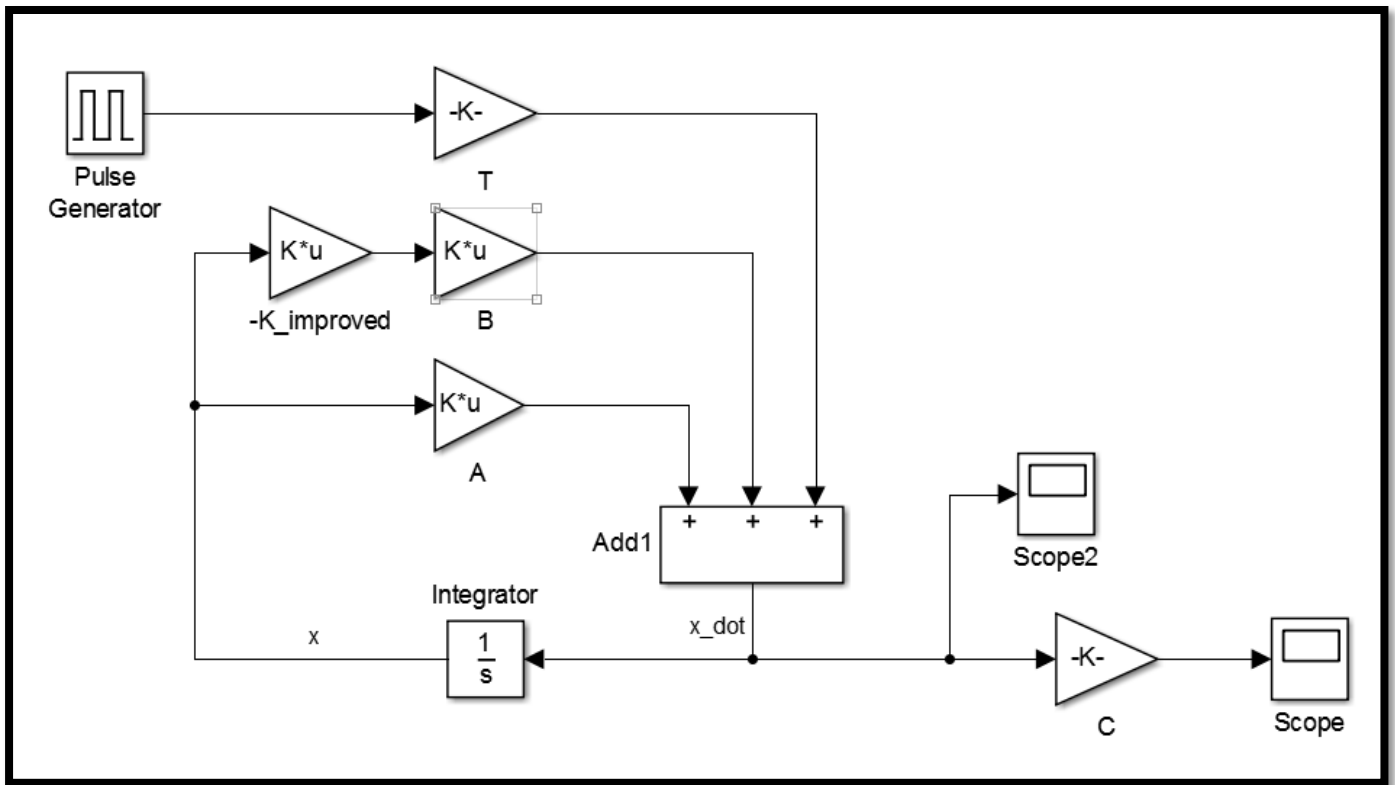 -K-
T
Pulse
Generator
K*u
-K_improved
K*u
B
K*u
A
+ + +
Add1
Scope2
Integrator
x
1
s
x_dot
-K-
C
Scope